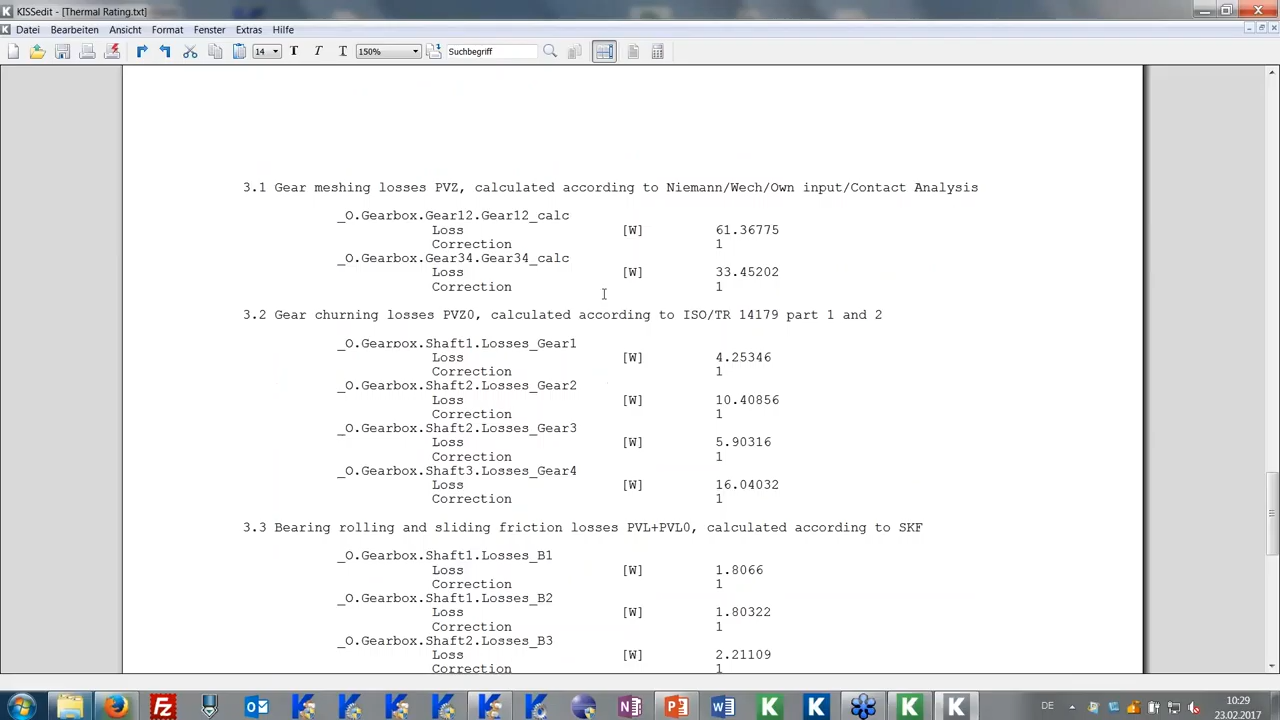 KISSedit - [Thermal Rating.txt]
Datei Bearbeiten Ansicht Format Fenster Extras Hilfe
14 T T T 150% Suchbegriff
3.1 Gear meshing losses PVZ, calculated according to Niemann/Wech/Own input/Contact Analysis
_O.Gearbox.Gear12.Gear12_calc
Loss [W] 61.36775
Correction 1
_O.Gearbox.Gear34.Gear34_calc
Loss [W] 33.45202
Correction 1
3.2 Gear churning losses PVZ0, calculated according to ISO/TR 14179 part 1 and 2
_O.Gearbox.Shaft1.Losses_Gear1
Loss [W] 4.25346
Correction 1
_O.Gearbox.Shaft2.Losses_Gear2
Loss [W] 10.40856
Correction 1
_O.Gearbox.Shaft2.Losses_Gear3
Loss [W] 5.90316
Correction 1
_O.Gearbox.Shaft3.Losses_Gear4
Loss [W] 16.04032
Correction 1
3.3 Bearing rolling and sliding friction losses PVL+PVL0, calculated according to SKF
_O.Gearbox.Shaft1.Losses_B1
Loss [W] 1.8066
Correction 1
_O.Gearbox.Shaft1.Losses_B2
Loss [W] 1.80322
Correction 1
_O.Gearbox.Shaft2.Losses_B3
Loss [W] 2.21109
Correction 1
DE 10:29
23.02.2017